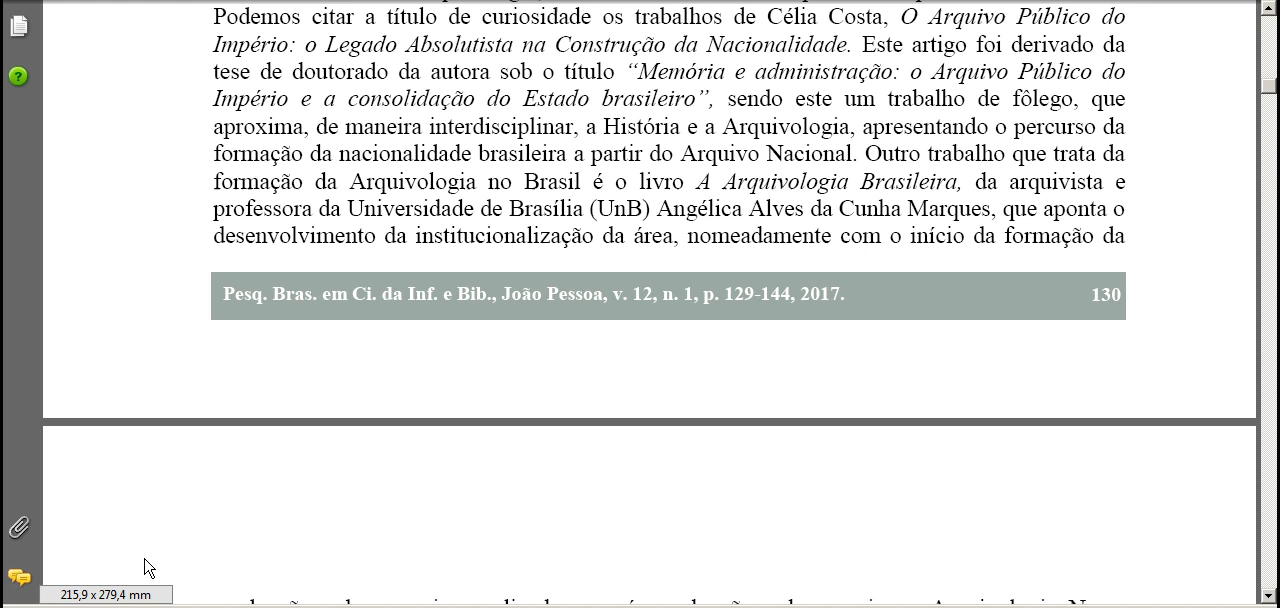 Podemos citar a título de curiosidade os trabalhos de Célia Costa, O Arquivo Público do
Império: o Legado Absolutista na Construção da Nacionalidade. Este artigo foi derivado da
tese de doutorado da autora sob o título “Memória e administração: o Arquivo Público do
Império e a consolidação do Estado brasileiro”, sendo este um trabalho de fôlego, que
aproxima, de maneira interdisciplinar, a História e a Arquivologia, apresentando o percurso da
formação da nacionalidade brasileira a partir do Arquivo Nacional. Outro trabalho que trata da
formação da Arquivologia no Brasil é o livro A Arquivologia Brasileira, da arquivista e
professora da Universidade de Brasília (UnB) Angélica Alves da Cunha Marques, que aponta o
desenvolvimento da institucionalização da área, nomeadamente com o início da formação da
Pesq. Bras. em Ci. da Inf. e Bib., João Pessoa, v. 12, n. 1, p. 129-144, 2017. 130
215,9 x 279,4 mm